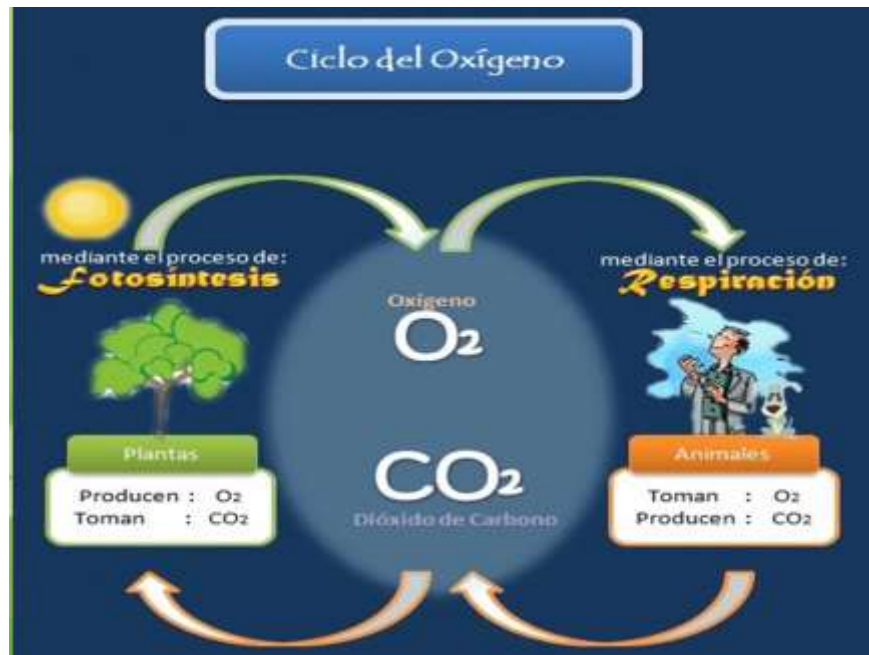 Ciclo del Oxígeno
mediante el proceso de:
Fotosíntesis
mediante el proceso de:
Respiración
Oxígeno
O₂
CO₂
Dióxido de Carbono
Plantas
Producen : O₂
Toman : CO₂
Animales
Toman : O₂
Producen : CO₂